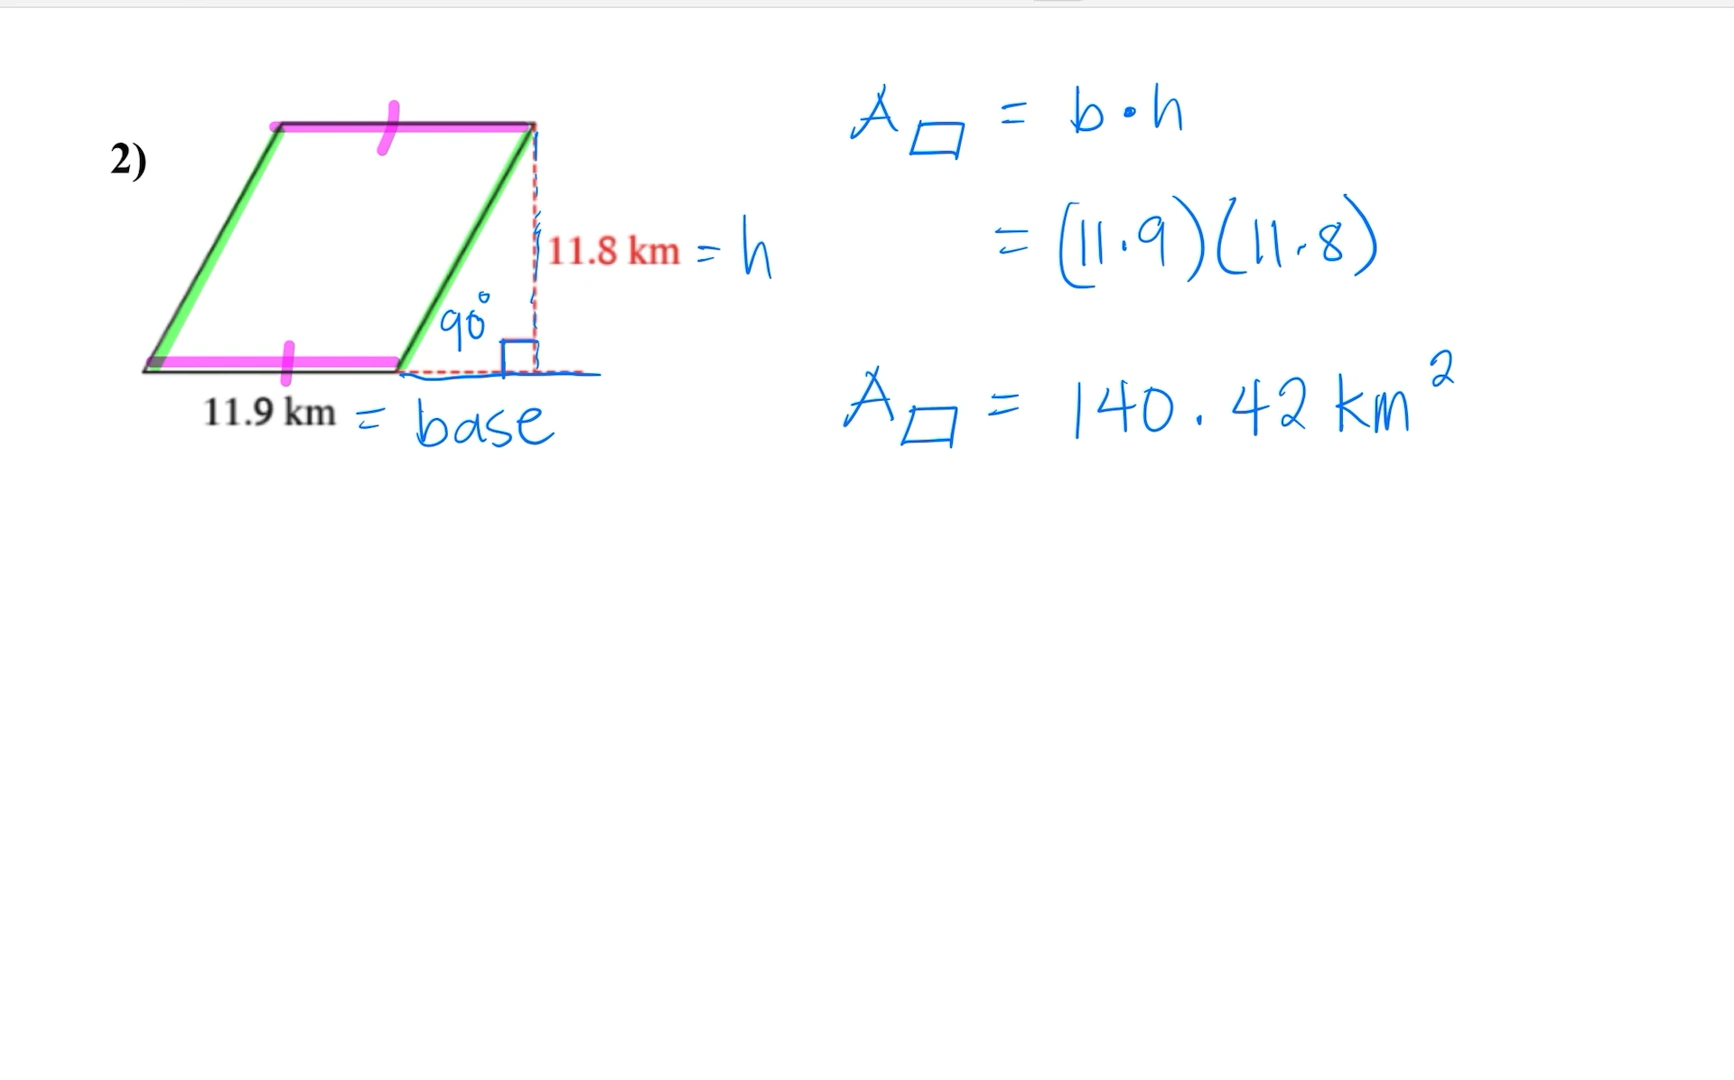 2)
11.8 km = h
90°
11.9 km = base
A▱ = b·h
= (11.9)(11.8)
A▱ = 140.42 km²